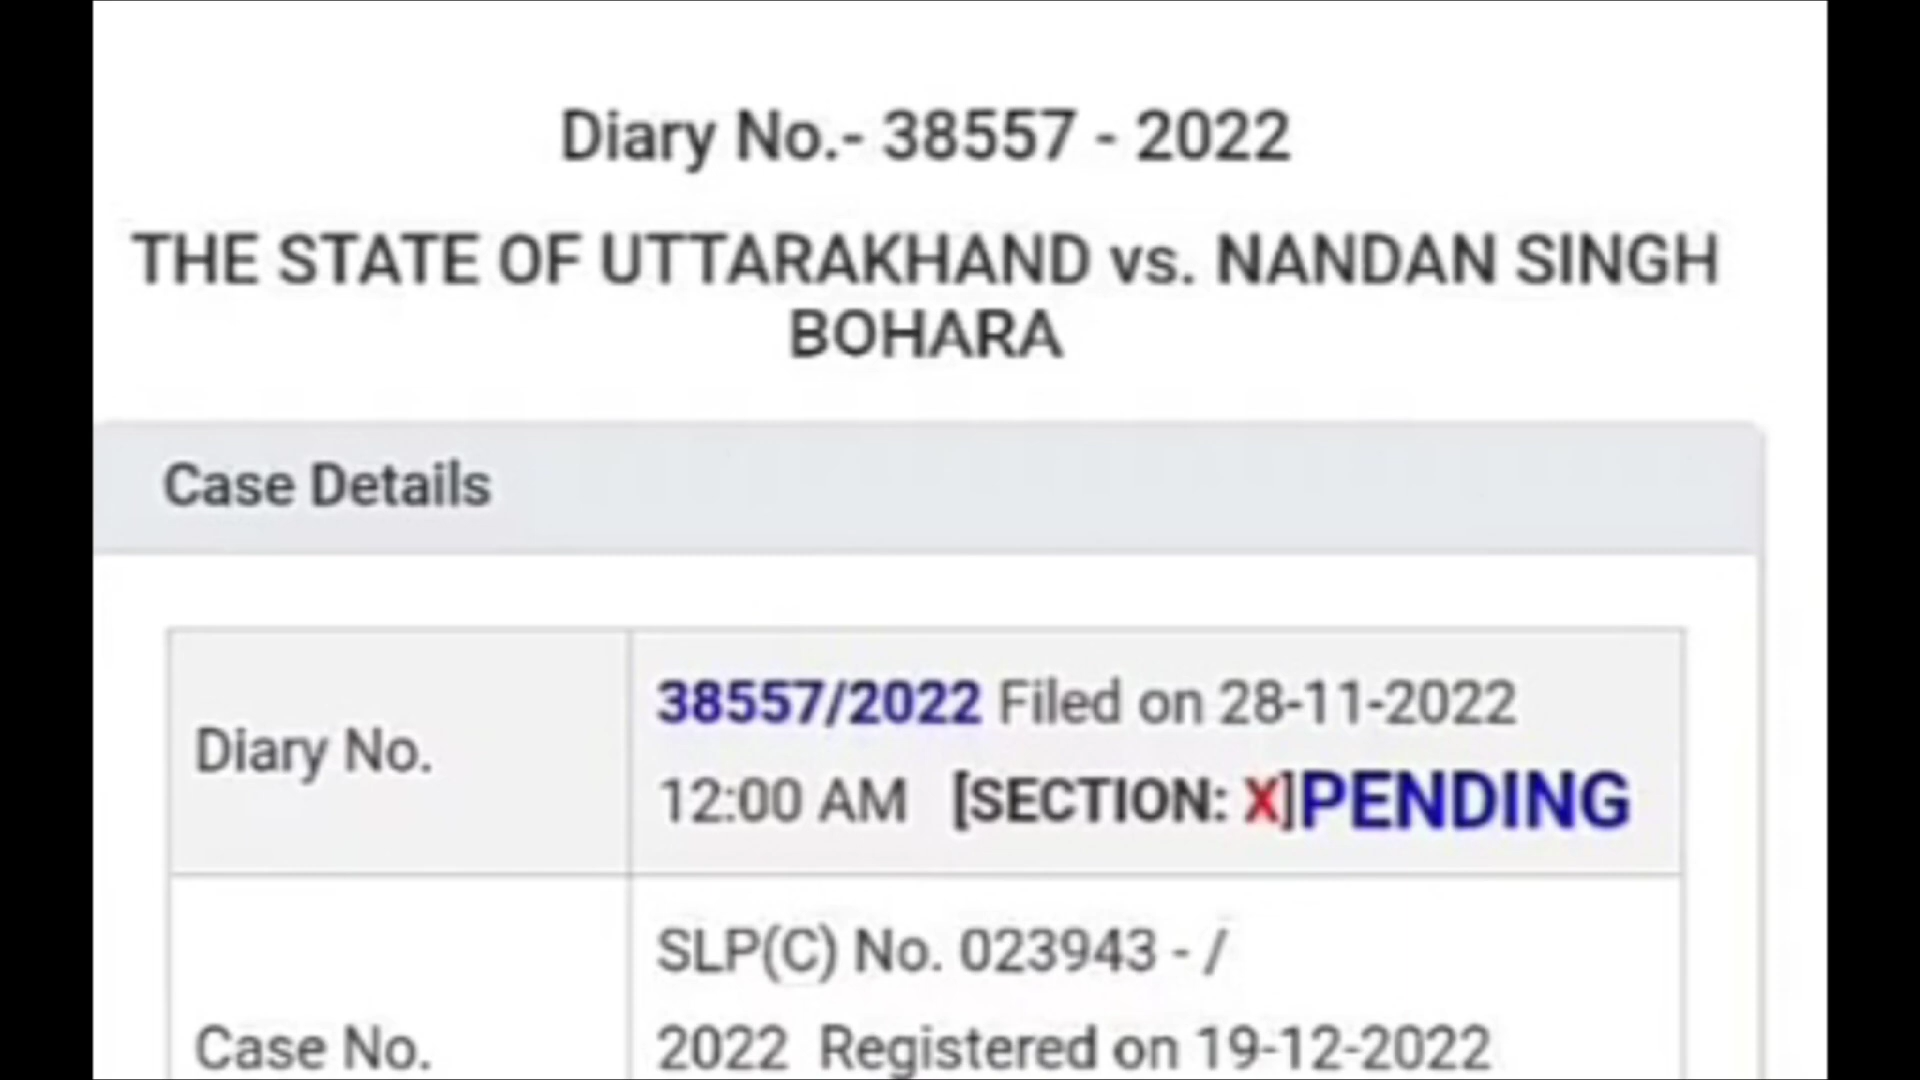 Diary No.- 38557 - 2022
THE STATE OF UTTARAKHAND vs. NANDAN SINGH
BOHARA
Case Details
Diary No.
38557/2022 Filed on 28-11-2022
12:00 AM [SECTION: X]PENDING
Case No.
SLP(C) No. 023943 - /
2022 Registered on 19-12-2022